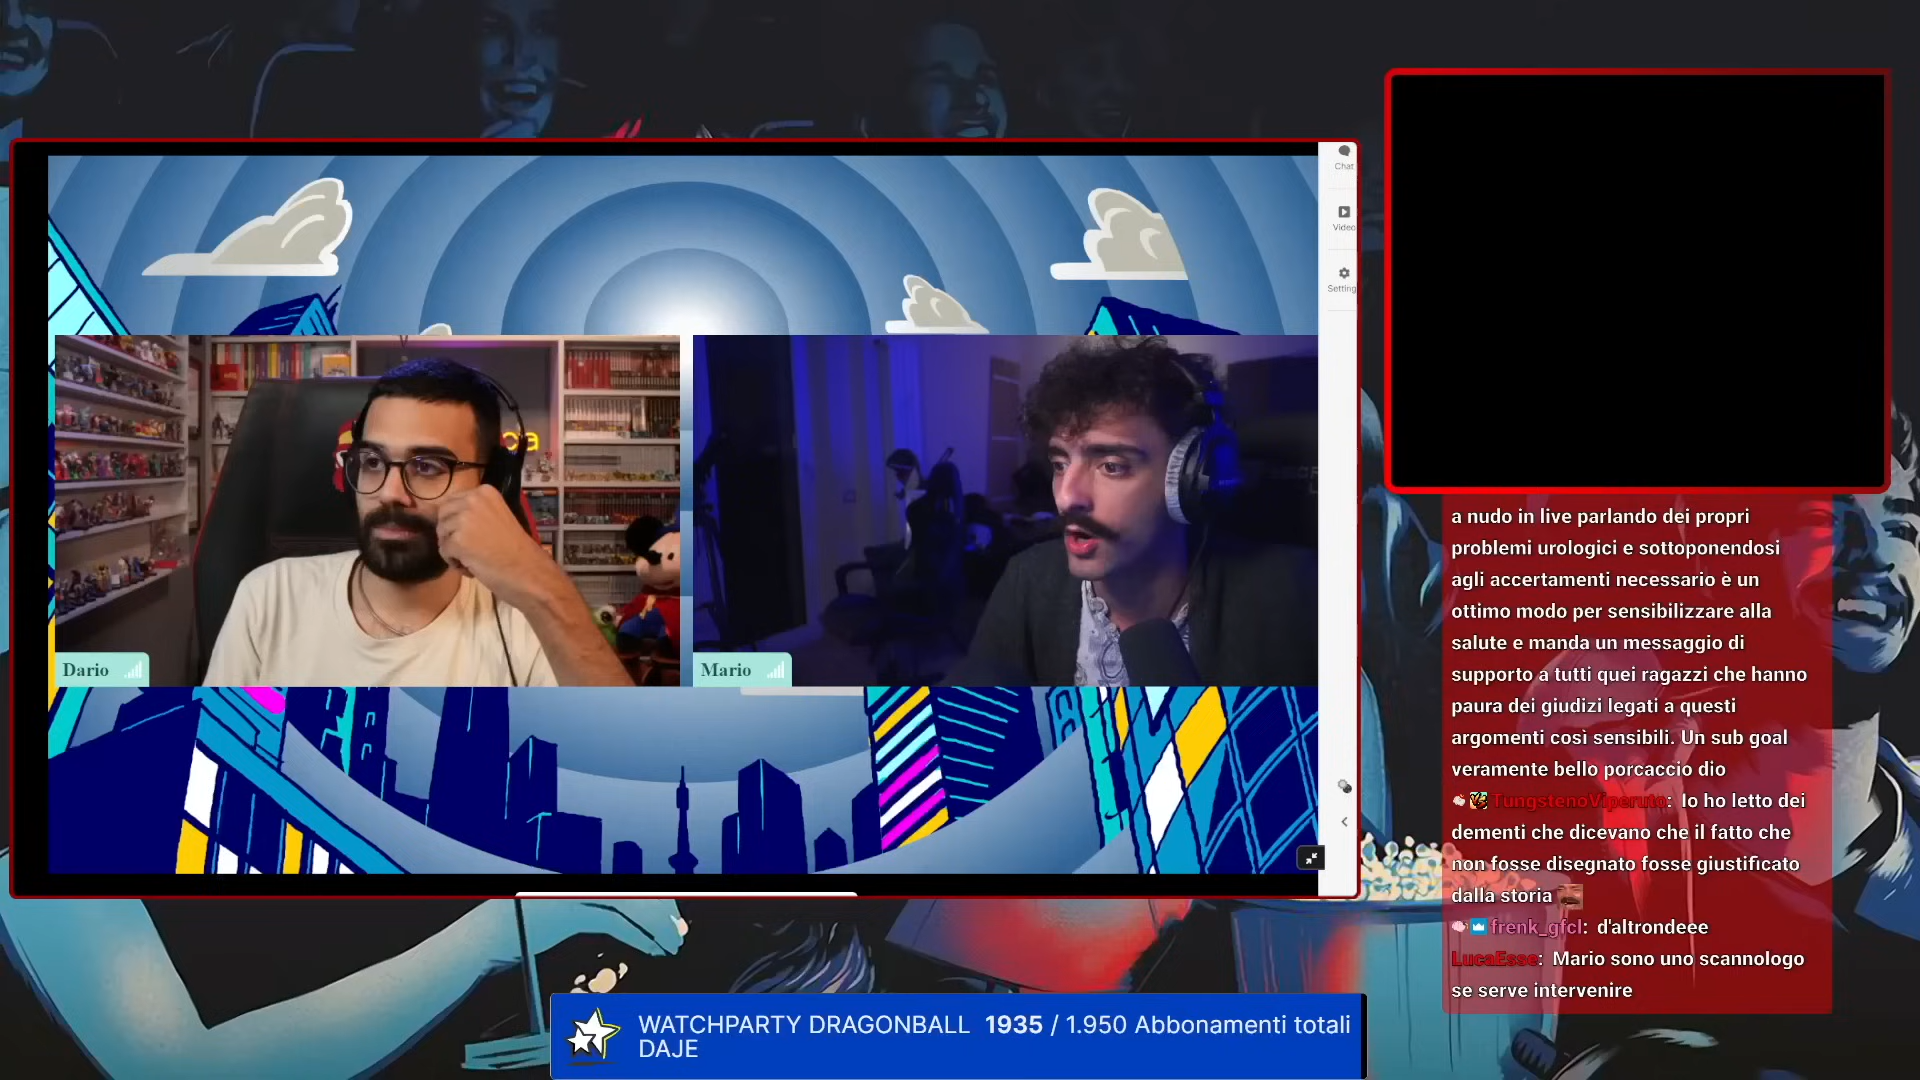 Chat
Video
Setting
cia
Dario
Mario
a nudo in live parlando dei propri
problemi urologici e sottoponendosi
agli accertamenti necessario è un
ottimo modo per sensibilizzare alla
salute e manda un messaggio di
supporto a tutti quei ragazzi che hanno
paura dei giudizi legati a questi
argomenti così sensibili. Un sub goal
veramente bello porcaccio dio
TungstenoViperuto: Io ho letto dei
dementi che dicevano che il fatto che
non fosse disegnato fosse giustificato
dalla storia
frenk_gfcl: d'altrondeee
LucaEsse: Mario sono uno scannologo
se serve intervenire
WATCHPARTY DRAGONBALL 1935 / 1.950 Abbonamenti totali
DAJE